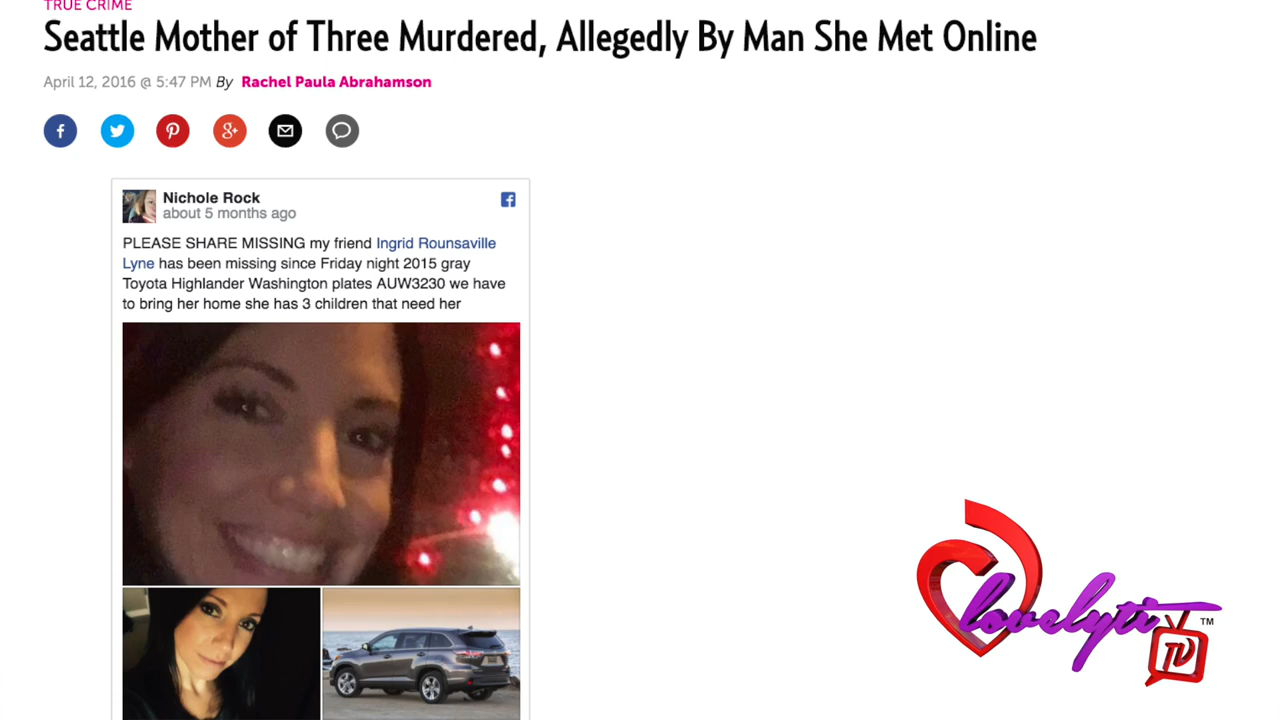 TRUE CRIME
Seattle Mother of Three Murdered, Allegedly By Man She Met Online
April 12, 2016 @ 5:47 PM By Rachel Paula Abrahamson
Nichole Rock
about 5 months ago
PLEASE SHARE MISSING my friend Ingrid Rounsaville
Lyne has been missing since Friday night 2015 gray
Toyota Highlander Washington plates AUW3230 we have
to bring her home she has 3 children that need her
lovelyti
TV
TM